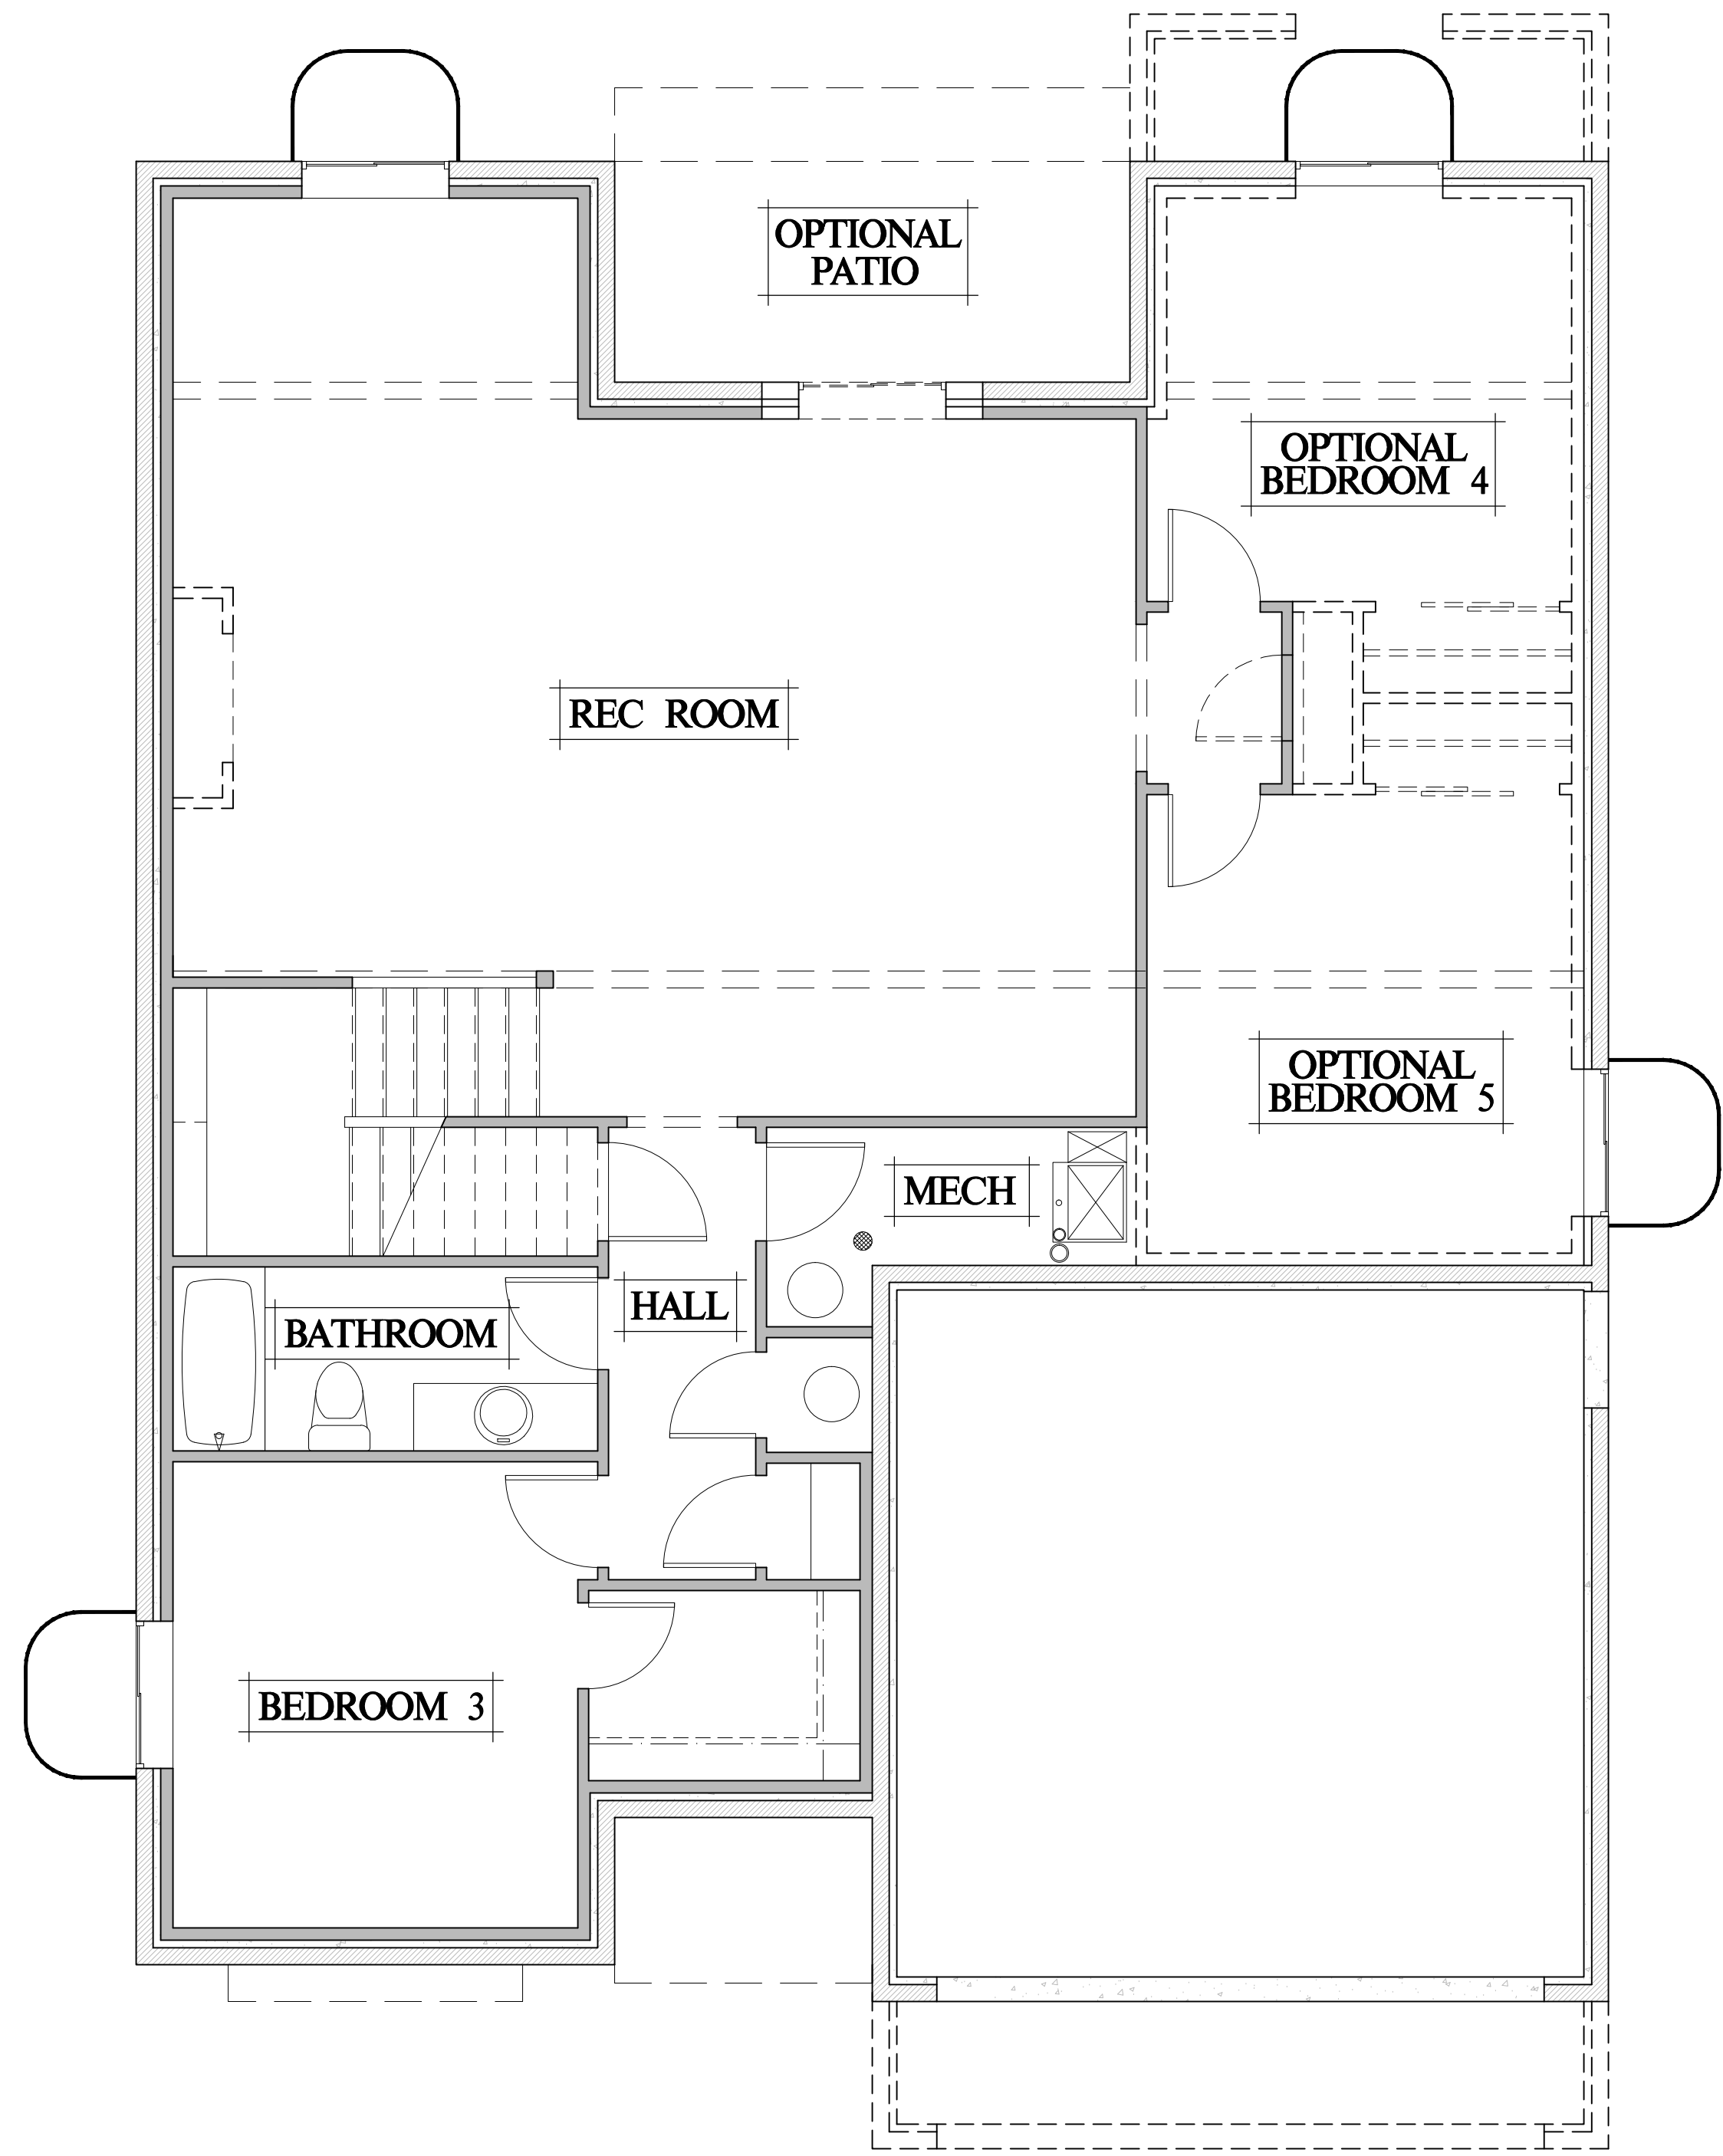 OPTIONAL
PATIO
OPTIONAL
BEDROOM 4
REC ROOM
OPTIONAL
BEDROOM 5
MECH
HALL
BATHROOM
BEDROOM 3